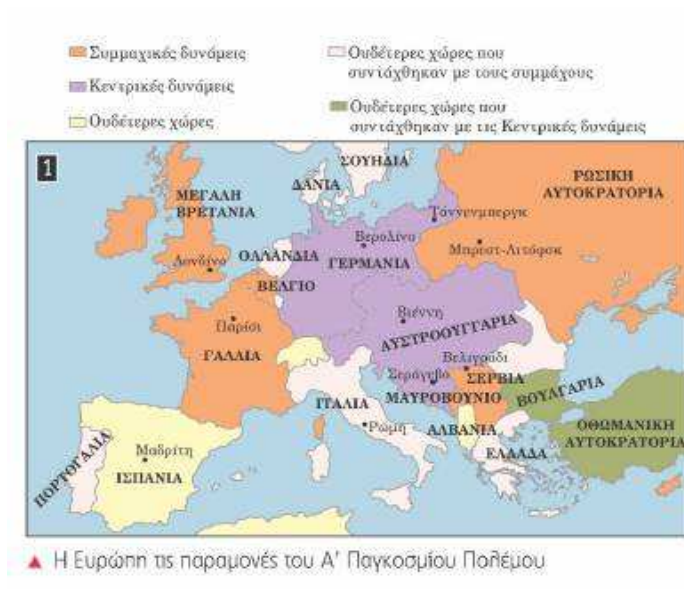 Συμμαχικές δυνάμεις
Κεντρικές δυνάμεις
Ουδέτερες χώρες
Ουδέτερες χώρες που
συντάχθηκαν με τους συμμάχους
Ουδέτερες χώρες που
συντάχθηκαν με τις Κεντρικές δυνάμεις
1
ΣΟΥΗΔΙΑ
ΔΑΝΙΑ
ΡΩΣΙΚΗ
ΑΥΤΟΚΡΑΤΟΡΙΑ
ΜΕΓΑΛΗ
ΒΡΕΤΑΝΙΑ
Τάννενμπεργκ
Βερολίνο
Μπρεστ-Λιτόφσκ
ΟΛΛΑΝΔΙΑ
ΓΕΡΜΑΝΙΑ
Λονδίνο
ΒΕΛΓΙΟ
Παρίσι
ΓΑΛΛΙΑ
Βιέννη
ΑΥΣΤΡΟΟΥΓΓΑΡΙΑ
Βελιγράδι
Σεράγεβο
ΣΕΡΒΙΑ
ΜΑΥΡΟΒΟΥΝΙΟ
ΒΟΥΛΓΑΡΙΑ
ΙΤΑΛΙΑ
Ρώμη
ΑΛΒΑΝΙΑ
ΟΘΩΜΑΝΙΚΗ
ΑΥΤΟΚΡΑΤΟΡΙΑ
ΕΛΛΑΔΑ
ΠΟΡΤΟΓΑΛΙΑ
Μαδρίτη
ΙΣΠΑΝΙΑ
Η Ευρώπη τις παραμονές του Α' Παγκοσμίου Πολέμου